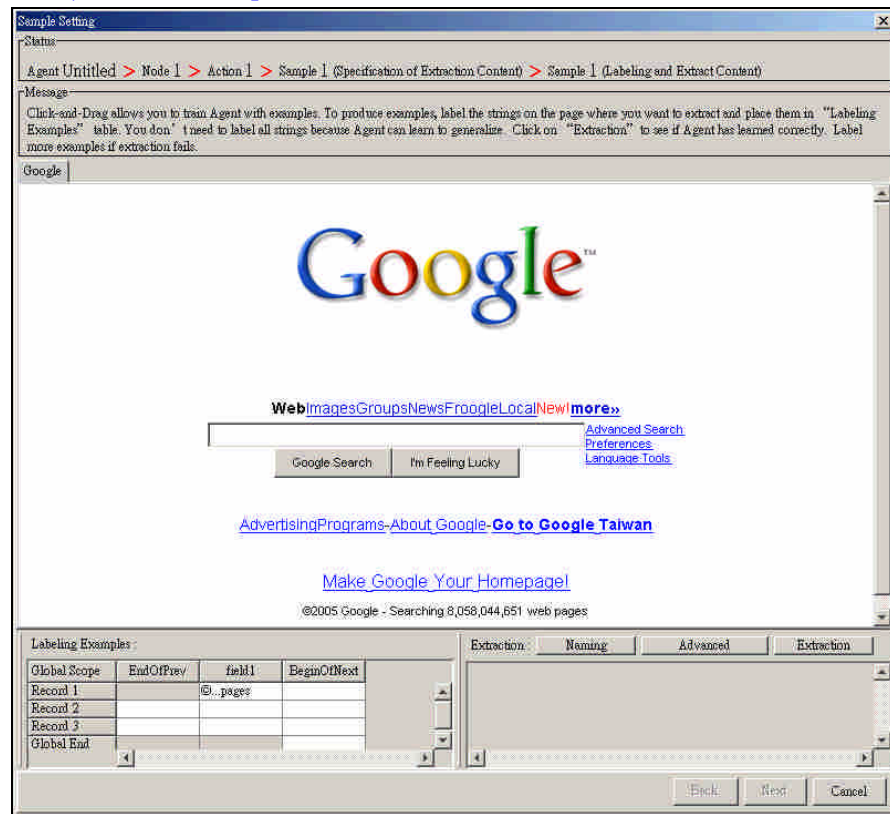 Sample Setting
Status
Agent Untitled > Node 1 > Action 1 > Sample 1 (Specification of Extraction Content) > Sample 1 (Labeling and Extract Content)
Message
Click-and-Drag allows you to train Agent with examples. To produce examples, label the strings on the page where you want to extract and place them in “Labeling
Examples” table. You don’t need to label all strings because Agent can learn to generalize. Click on “Extraction” to see if Agent has learned correctly. Label
more examples if extraction fails.
Google
Google™
WebImagesGroupsNewsFroogleLocalNew!more»
Advanced Search
Preferences
Language Tools
Google Search I'm Feeling Lucky
AdvertisingPrograms-About Google-Go to Google Taiwan
Make Google Your Homepage!
©2005 Google - Searching 8,058,044,651 web pages
Labeling Examples :
Extraction : Naming Advanced Extraction
Global Scope EndOfPrev field1 BeginOfNext
Record 1 ©...pages
Record 2
Record 3
Global End
Back Next Cancel